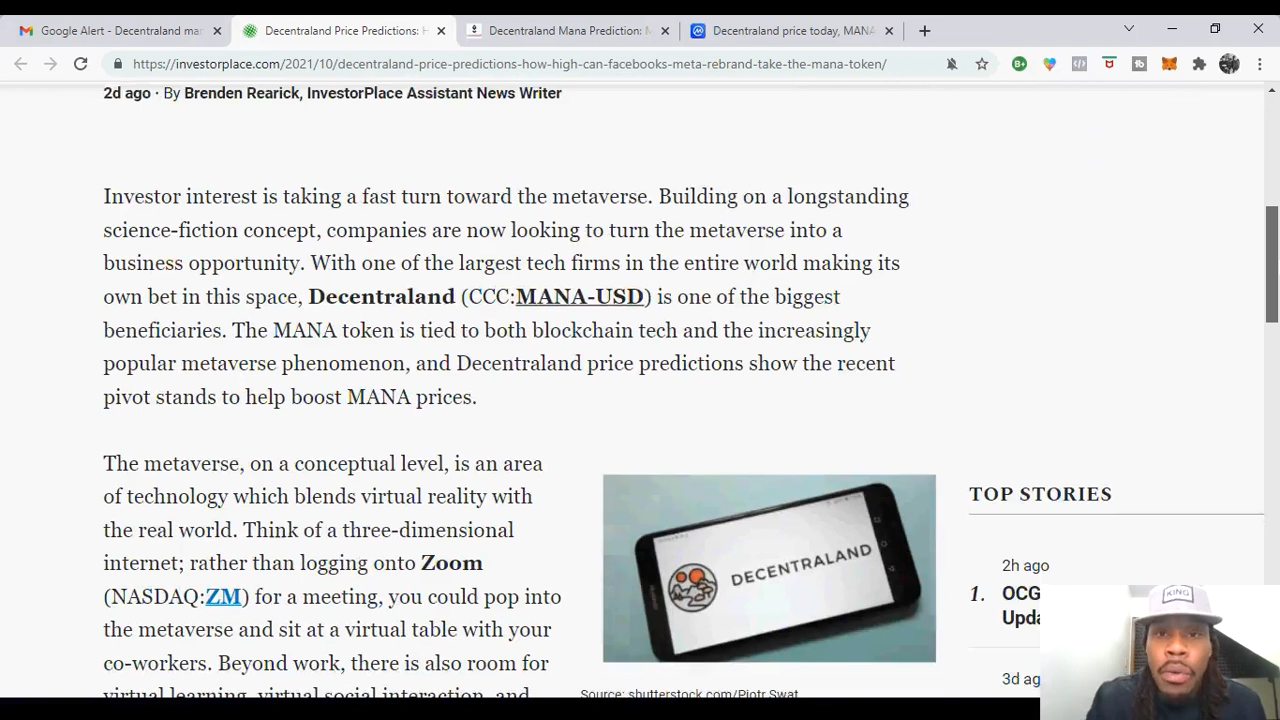 Google Alert - Decentraland ma
Decentraland Price Predictions: H
Decentraland Mana Prediction: M
Decentraland price today, MANA
https://investorplace.com/2021/10/decentraland-price-predictions-how-high-can-facebooks-meta-rebrand-take-the-mana-token/
2d ago · By Brenden Rearick, InvestorPlace Assistant News Writer
Investor interest is taking a fast turn toward the metaverse. Building on a longstanding
science-fiction concept, companies are now looking to turn the metaverse into a
business opportunity. With one of the largest tech firms in the entire world making its
own bet in this space, Decentraland (CCC:MANA-USD) is one of the biggest
beneficiaries. The MANA token is tied to both blockchain tech and the increasingly
popular metaverse phenomenon, and Decentraland price predictions show the recent
pivot stands to help boost MANA prices.
The metaverse, on a conceptual level, is an area
of technology which blends virtual reality with
the real world. Think of a three-dimensional
internet; rather than logging onto Zoom
(NASDAQ:ZM) for a meeting, you could pop into
the metaverse and sit at a virtual table with your
co-workers. Beyond work, there is also room for
virtual learning, virtual social interaction, and
DECENTRALAND
Source: shutterstock.com/Piotr Swat
TOP STORIES
2h ago
1. OCG
Upda
3d ag
KING